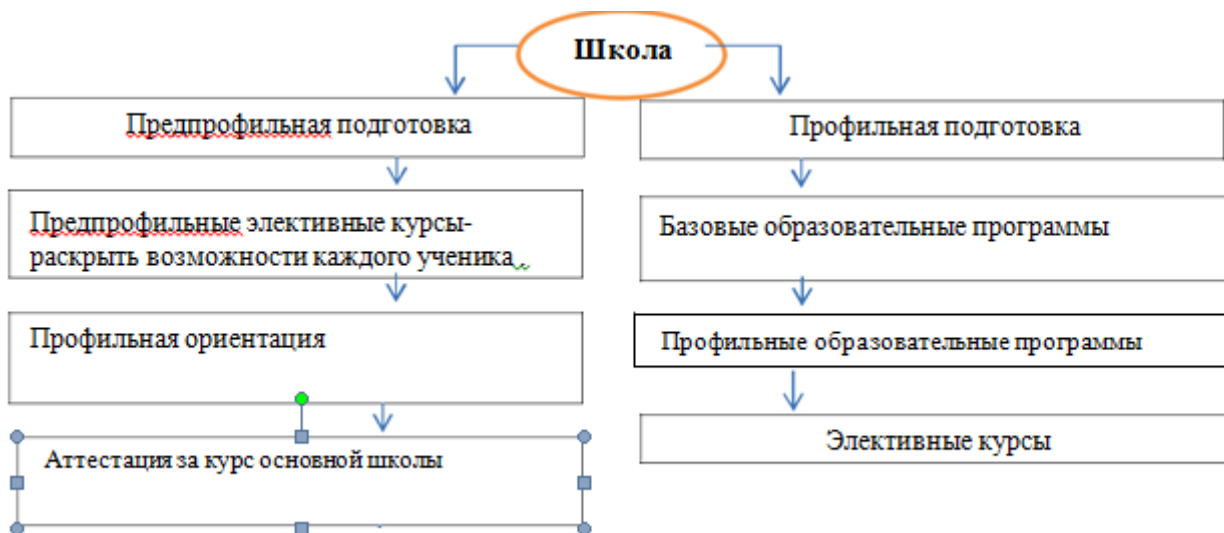 Школа
Предпрофильная подготовка
Предпрофильные элективные курсы-
раскрыть возможности каждого ученика .
Профильная ориентация
Аттестация за курс основной школы
Профильная подготовка
Базовые образовательные программы
Профильные образовательные программы
Элективные курсы